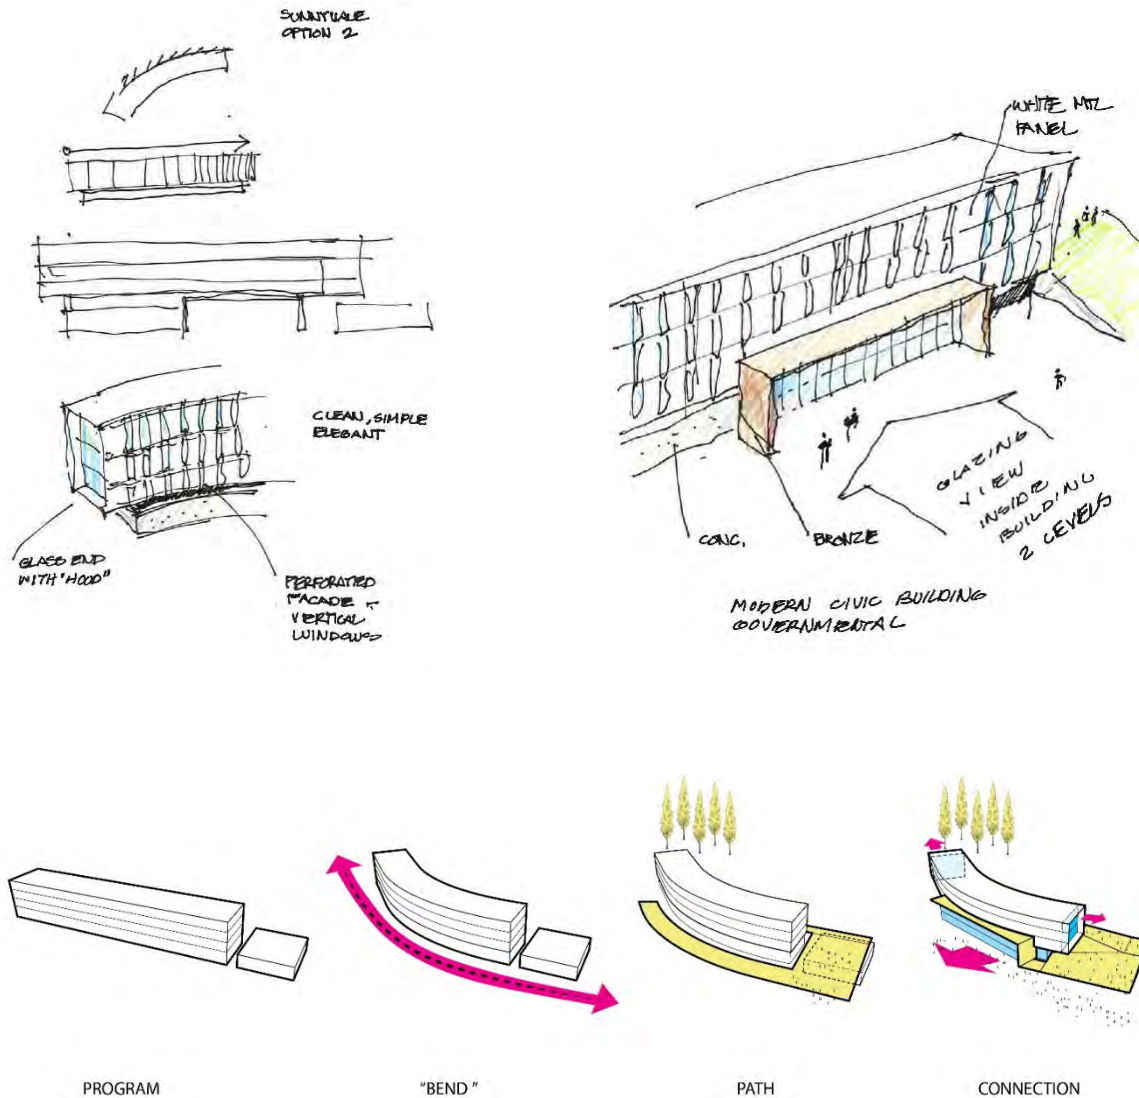 SUNNYVALE
OPTION 2
WHITE MTL
PANEL
CLEAN, SIMPLE
ELEGANT
GLASS END
WITH "HOOD"
PERFORATED
FACADE -
VERTICAL
WINDOWS
CONC.
BRONZE
GLAZING
VIEW
INSIDE
BUILDING
2 LEVELS
MODERN CIVIC BUILDING
GOVERNMENTAL
PROGRAM
"BEND "
PATH
CONNECTION